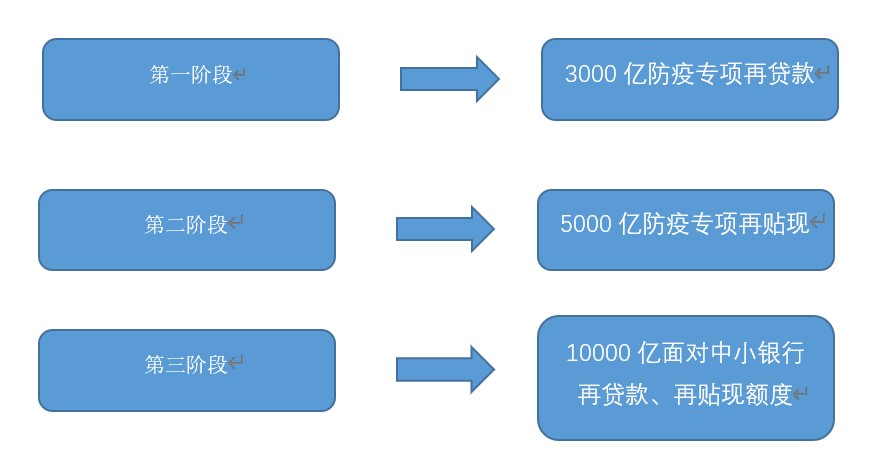 第一阶段
3000 亿防疫专项再贷款
第二阶段
5000 亿防疫专项再贴现
第三阶段
10000 亿面对中小银行
再贷款、再贴现额度